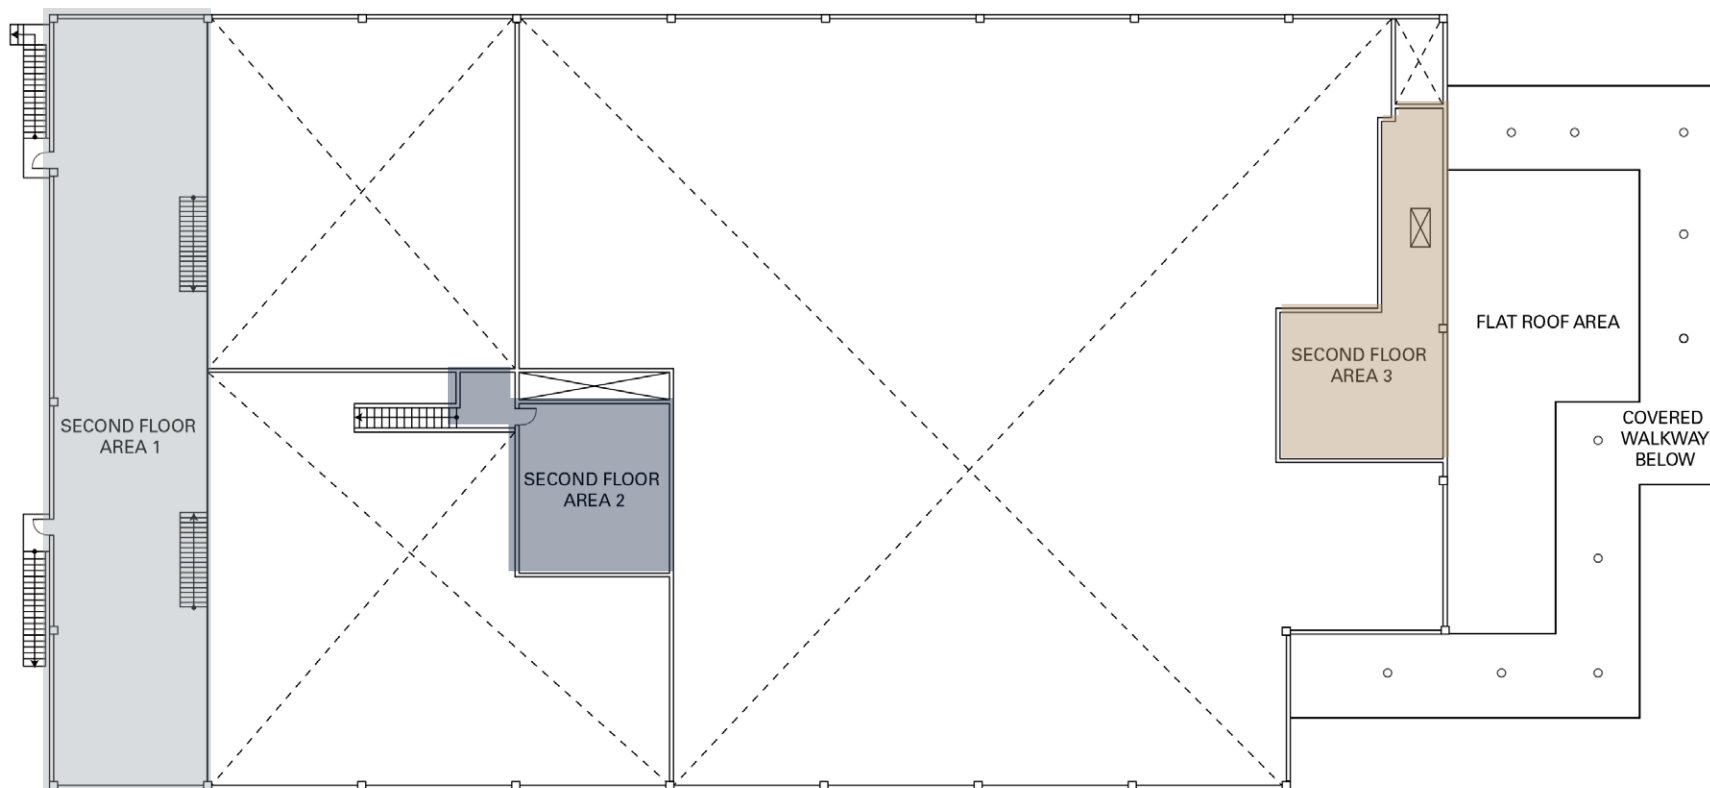 SECOND FLOOR
AREA 1
SECOND FLOOR
AREA 2
SECOND FLOOR
AREA 3
FLAT ROOF AREA
COVERED
WALKWAY
BELOW